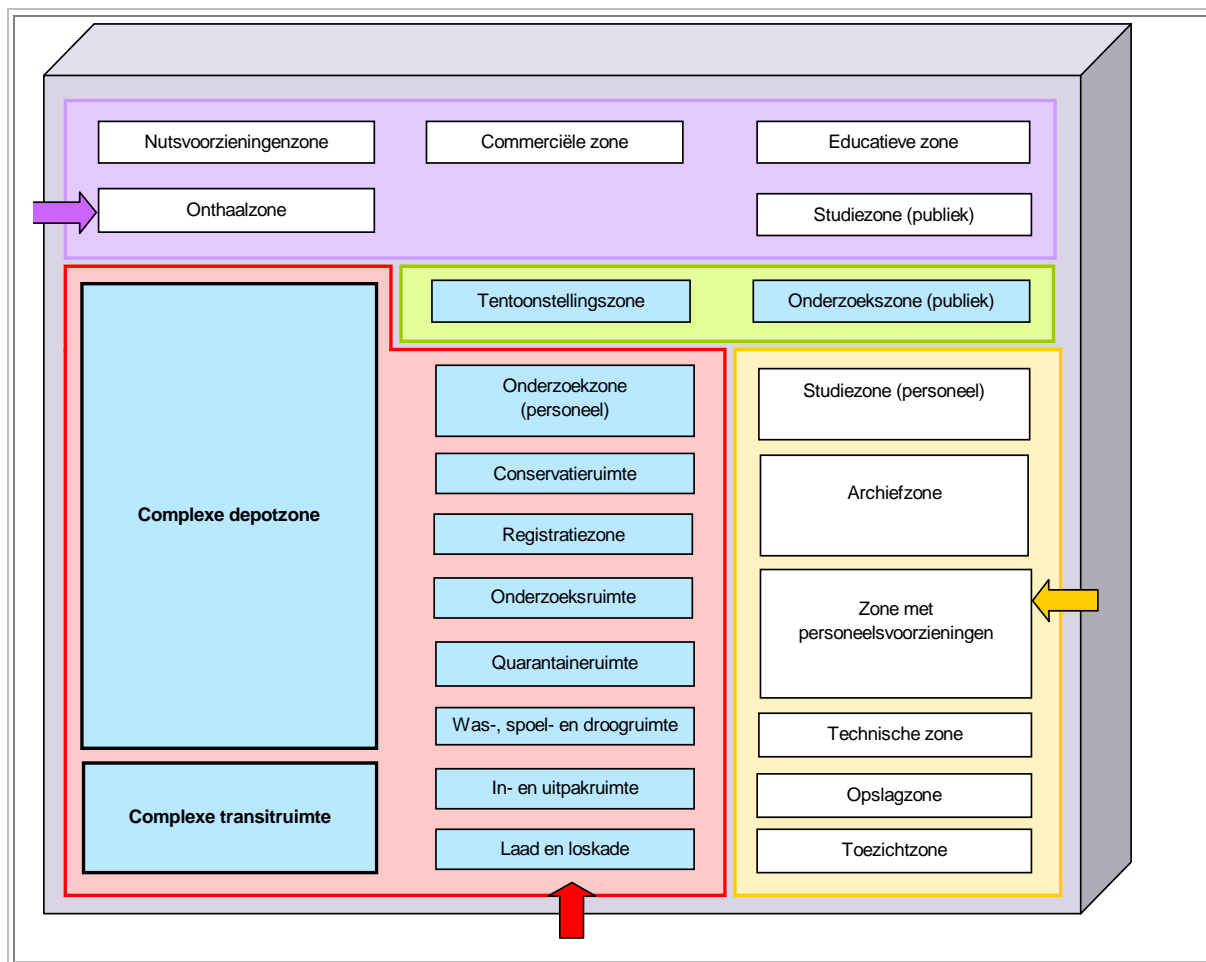 Nutsvoorzieningenzone
Commerciële zone
Educatieve zone
Onthaalzone
Studiezone (publiek)
Tentoonstellingszone
Onderzoekszone (publiek)
Complexe depotzone
Complexe transitruimte
Onderzoekzone
(personeel)
Conservatieruimte
Registratiezone
Onderzoeksruimte
Quarantaineruimte
Was-, spoel- en droogruimte
In- en uitpakruimte
Laad en loskade
Studiezone (personeel)
Archiefzone
Zone met
personeelsvoorzieningen
Technische zone
Opslagzone
Toezichtzone